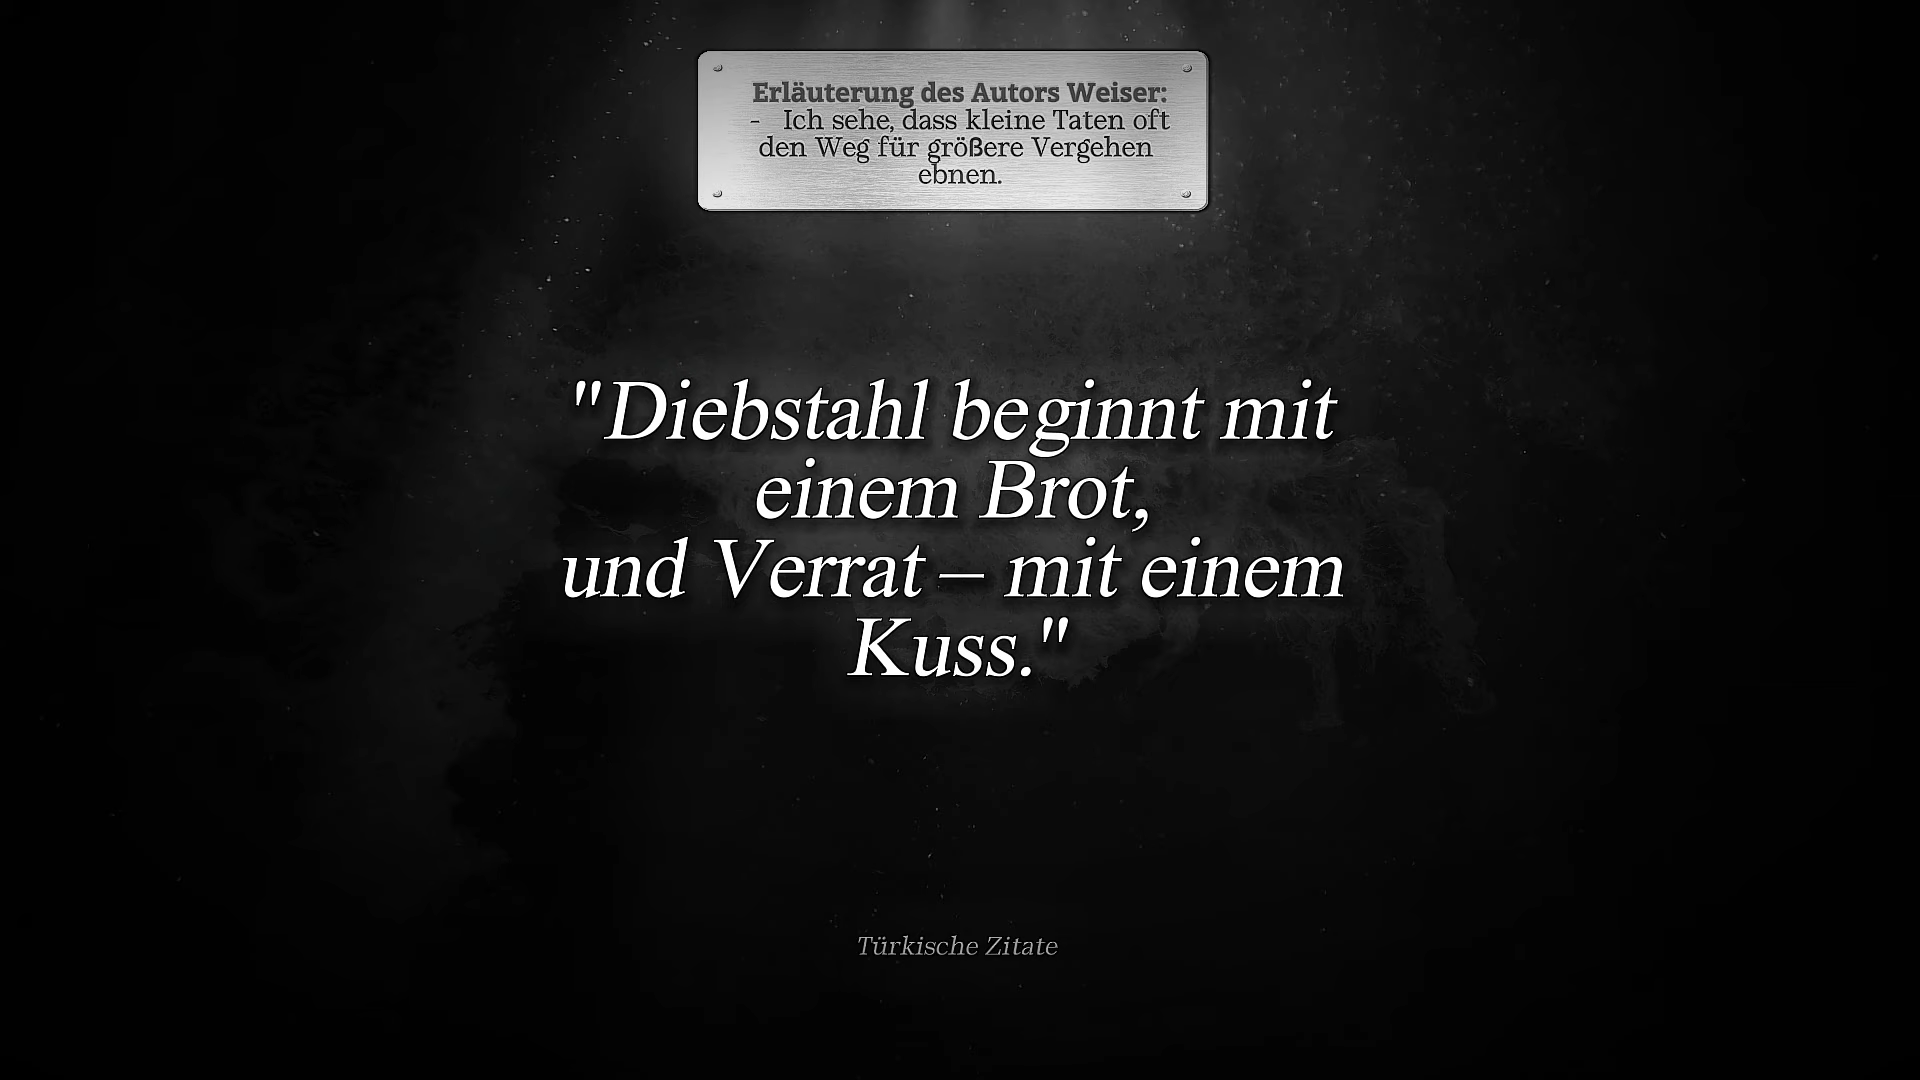 Erläuterung des Autors Weiser:
- Ich sehe, dass kleine Taten oft
den Weg für größere Vergehen
ebnen.
"Diebstahl beginnt mit
einem Brot,
und Verrat – mit einem
Kuss."
Türkische Zitate